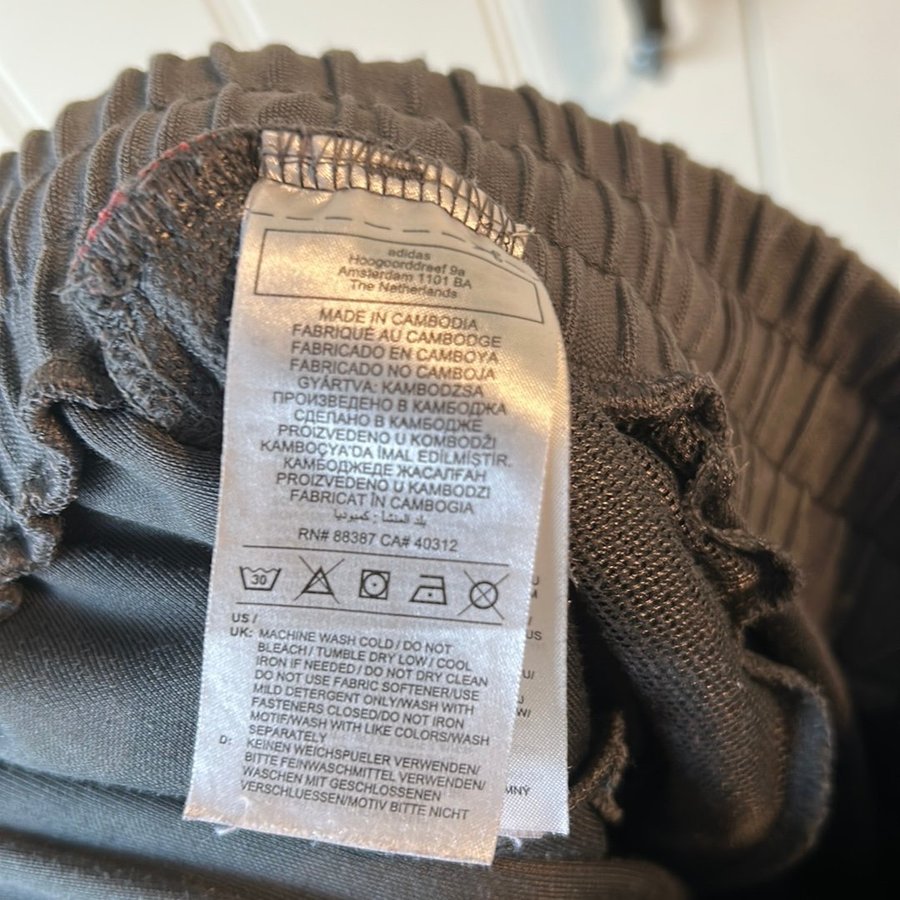 adidas
Hoogoorddreef 9a
Amsterdam 1101 BA
The Netherlands
MADE IN CAMBODIA
FABRIQUÉ AU CAMBODGE
FABRICADO EN CAMBOYA
FABRICADO NO CAMBOJA
GYÁRTVA: KAMBODZSA
ПРОИЗВЕДЕНО В КАМБОДЖА
СДЕЛАНО В КАМБОДЖЕ
PROIZVEDENO U KOMBODŽI
KAMBOÇYA'DA İMAL EDİLMİŞTİR.
КАМБОДЖЕДЕ ЖАСАЛҒАН
PROIZVEDENO U KAMBODZI
FABRICAT ÎN CAMBOGIA
بلد المنشأ : كمبوديا
RN# 88387 CA# 40312
30
US /
UK: MACHINE WASH COLD / DO NOT
BLEACH / TUMBLE DRY LOW / COOL
IRON IF NEEDED / DO NOT DRY CLEAN
DO NOT USE FABRIC SOFTENER/USE
MILD DETERGENT ONLY/WASH WITH
FASTENERS CLOSED/DO NOT IRON
MOTIF/WASH WITH LIKE COLORS/WASH
SEPARATELY
D: KEINEN WEICHSPUELER VERWENDEN/
BITTE FEINWASCHMITTEL VERWENDEN/
WASCHEN MIT GESCHLOSSENEN
VERSCHLUESSEN/MOTIV BITTE NICHT